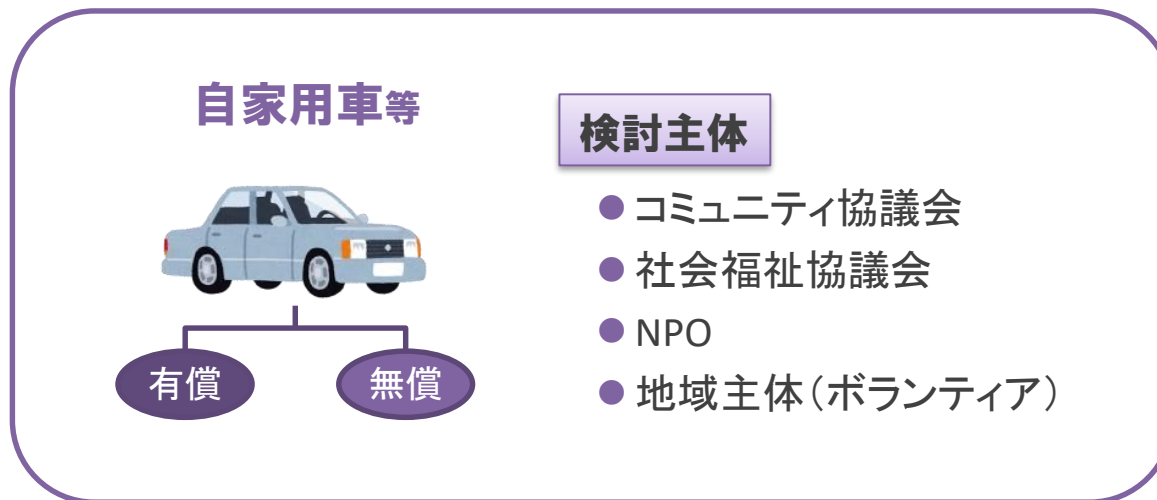 自家用車等
有償
無償
検討主体
● コミュニティ協議会
● 社会福祉協議会
● NPO
● 地域主体（ボランティア）